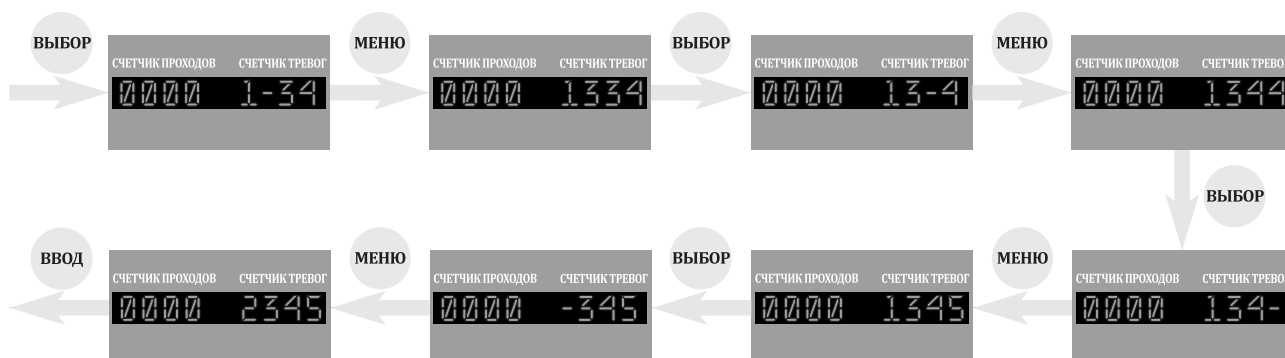 ВЫБОР
СЧЕТЧИК ПРОХОДОВ СЧЕТЧИК ТРЕВОГ
0000 1-34
МЕНЮ
СЧЕТЧИК ПРОХОДОВ СЧЕТЧИК ТРЕВОГ
0000 1334
ВЫБОР
СЧЕТЧИК ПРОХОДОВ СЧЕТЧИК ТРЕВОГ
0000 13-4
МЕНЮ
СЧЕТЧИК ПРОХОДОВ СЧЕТЧИК ТРЕВОГ
0000 1344
ВЫБОР
СЧЕТЧИК ПРОХОДОВ СЧЕТЧИК ТРЕВОГ
0000 134-
МЕНЮ
СЧЕТЧИК ПРОХОДОВ СЧЕТЧИК ТРЕВОГ
0000 1345
ВЫБОР
СЧЕТЧИК ПРОХОДОВ СЧЕТЧИК ТРЕВОГ
0000 -345
МЕНЮ
СЧЕТЧИК ПРОХОДОВ СЧЕТЧИК ТРЕВОГ
0000 2345
ВВОД